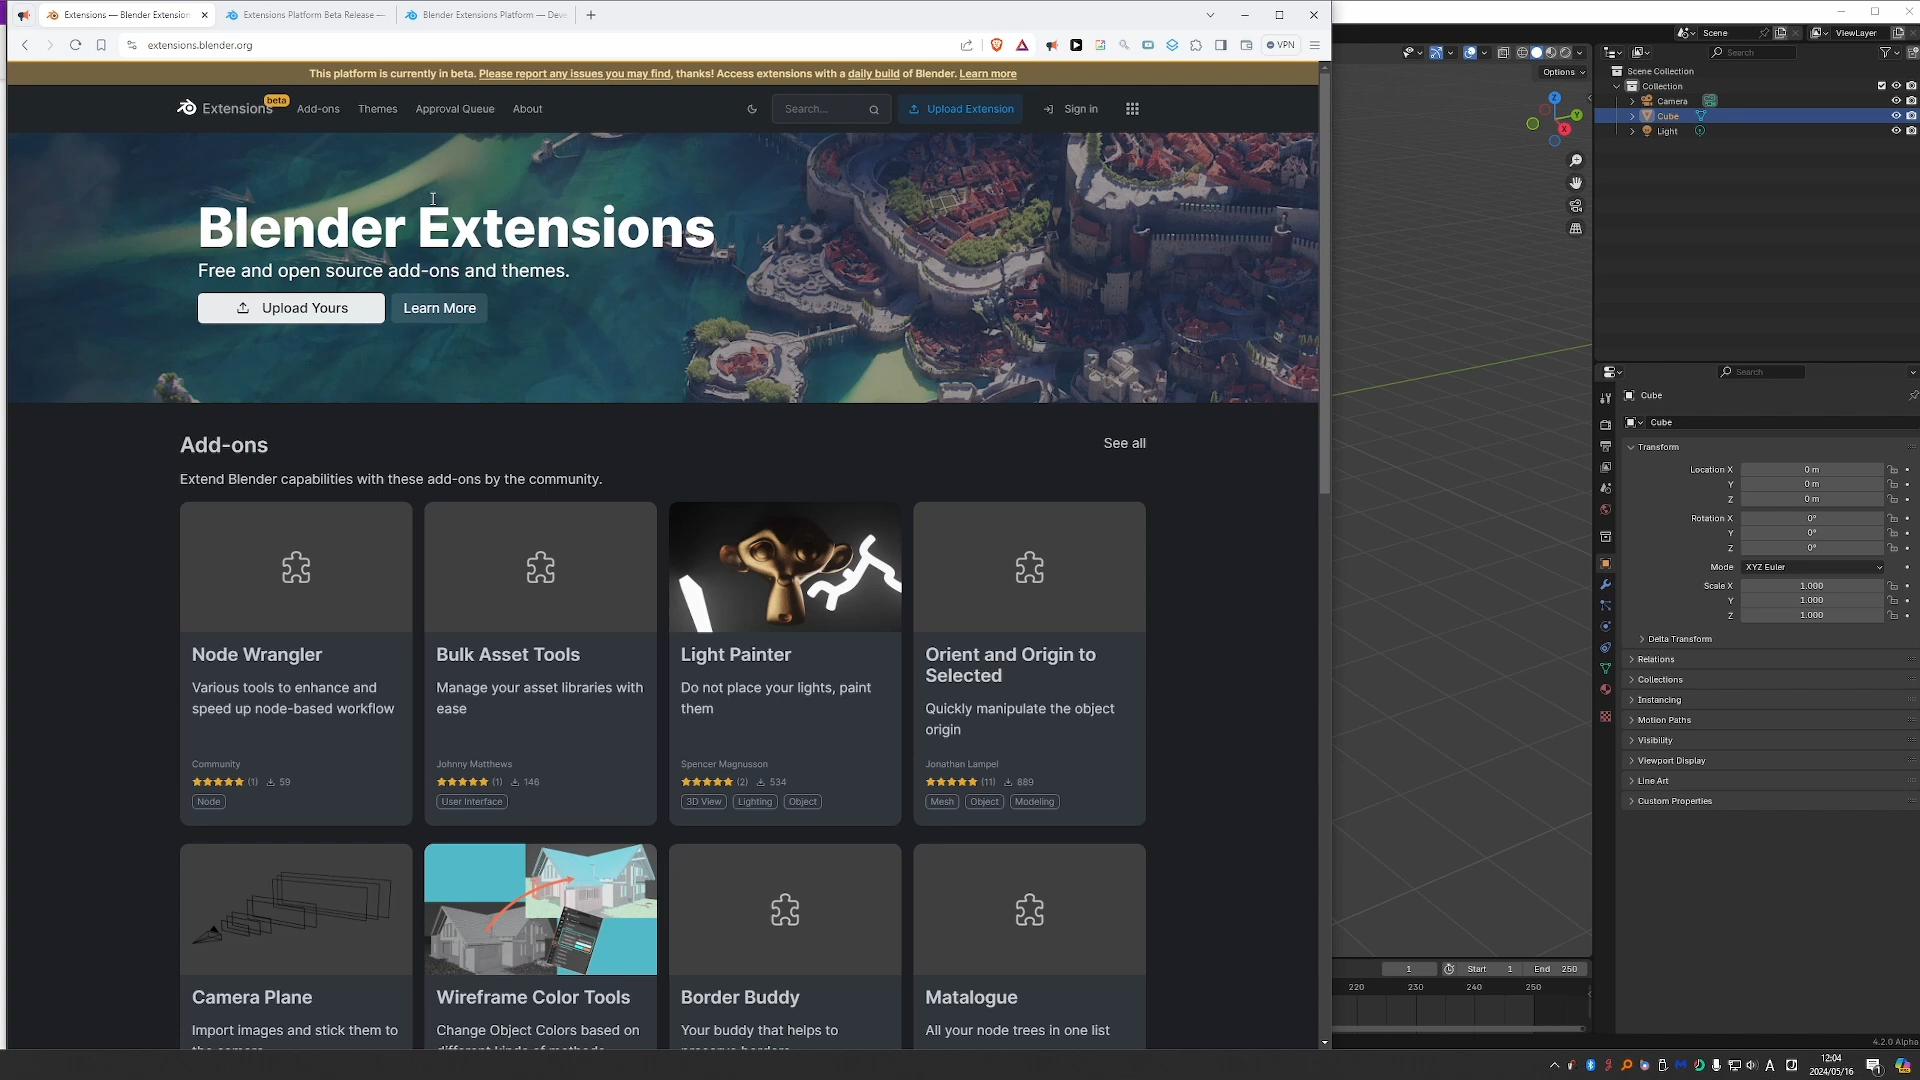 Extensions — Blender Extension
Extensions Platform Beta Release —
Blender Extensions Platform — Deve
extensions.blender.org
VPN
This platform is currently in beta. Please report any issues you may find, thanks! Access extensions with a daily build of Blender. Learn more
Extensions beta
Add-ons
Themes
Approval Queue
About
Search...
Upload Extension
Sign in
Blender Extensions
Free and open source add-ons and themes.
Upload Yours
Learn More
Add-ons
See all
Extend Blender capabilities with these add-ons by the community.
Node Wrangler
Various tools to enhance and
speed up node-based workflow
Community
(1) 59
Node
Bulk Asset Tools
Manage your asset libraries with
ease
Johnny Matthews
(1) 146
User Interface
Light Painter
Do not place your lights, paint
them
Spencer Magnusson
(2) 534
3D View Lighting Object
Orient and Origin to
Selected
Quickly manipulate the object
origin
Jonathan Lampel
(11) 889
Mesh Object Modeling
Camera Plane
Import images and stick them to
the camera
Wireframe Color Tools
Change Object Colors based on
different kinds of methods
Border Buddy
Your buddy that helps to
preserve borders
Matalogue
All your node trees in one list
Scene
ViewLayer
Options
Z
Y
X
Search
Scene Collection
Collection
Camera
Cube
Light
Search
Cube
Cube
Transform
Location X 0 m
Y 0 m
Z 0 m
Rotation X 0°
Y 0°
Z 0°
Mode XYZ Euler
Scale X 1.000
Y 1.000
Z 1.000
Delta Transform
Relations
Collections
Instancing
Motion Paths
Visibility
Viewport Display
Line Art
Custom Properties
1 Start 1 End 250
220 230 240 250
4.2.0 Alpha
A
12:04
2024/05/16
1